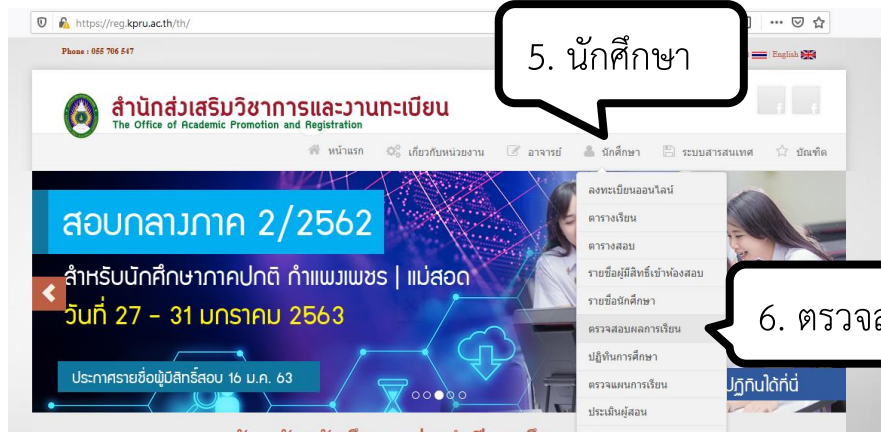 https://reg.kpru.ac.th/th/
Phone : 055 706 547
English
5. นักศึกษา
สำนักส่งเสริมวิชาการและงานทะเบียน
The Office of Academic Promotion and Registration
หน้าแรก เกี่ยวกับหน่วยงาน อาจารย์ นักศึกษา ระบบสารสนเทศ บัณฑิต
ลงทะเบียนออนไลน์
ตารางเรียน
ตารางสอบ
รายชื่อผู้มีสิทธิ์เข้าห้องสอบ
รายชื่อนักศึกษา
ตรวจสอบผลการเรียน
ปฏิทินการศึกษา
ตรวจแผนการเรียน
ประเมินผู้สอน
สอบกลางภาค 2/2562
สำหรับนักศึกษาภาคปกติ กำแพงเพชร | แม่สอด
วันที่ 27 - 31 มกราคม 2563
ประกาศรายชื่อผู้มีสิทธิ์สอบ 16 ม.ค. 63
6. ตรวจส
ปฏิทินได้ที่นี่